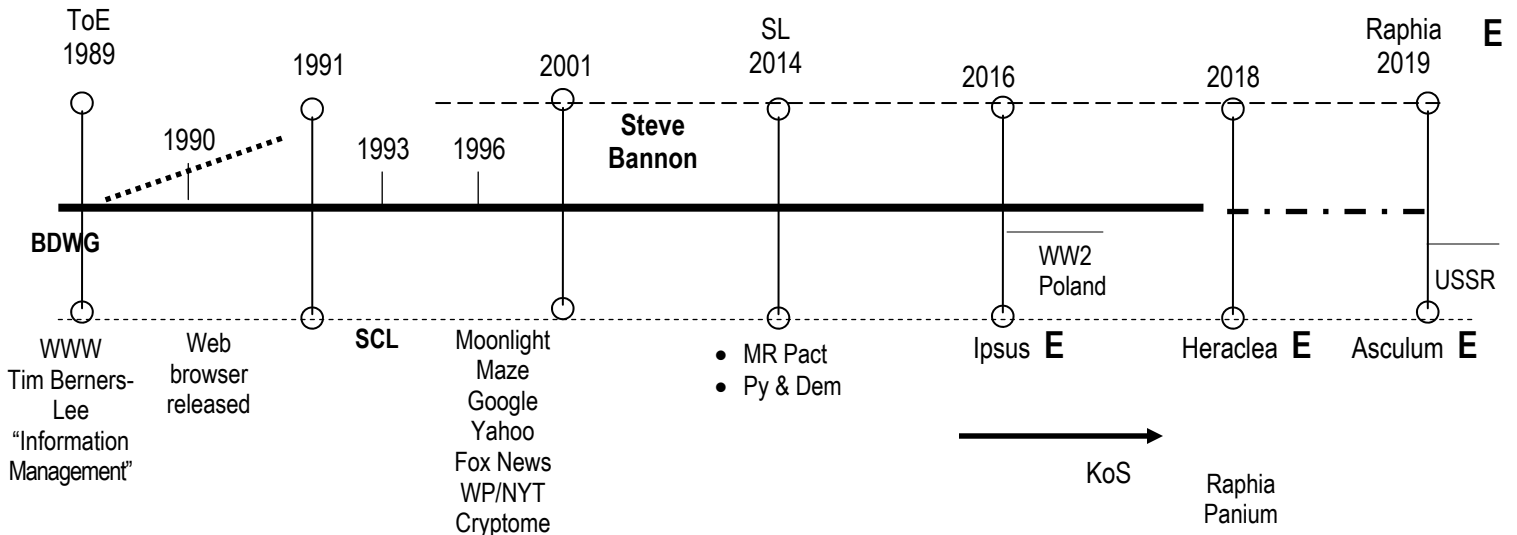 ToE
1989
1991
2001
SL
2014
2016
2018
Raphia
2019
E
1990
1993
1996
Steve
Bannon
BDWG
WW2
Poland
USSR
WWW
Tim Berners-
Lee
“Information
Management”
Web
browser
released
SCL
Moonlight
Maze
Google
Yahoo
Fox News
WP/NYT
Cryptome
• MR Pact
• Py & Dem
Ipsus E
Heraclea E
Asculum E
KoS
Raphia
Panium